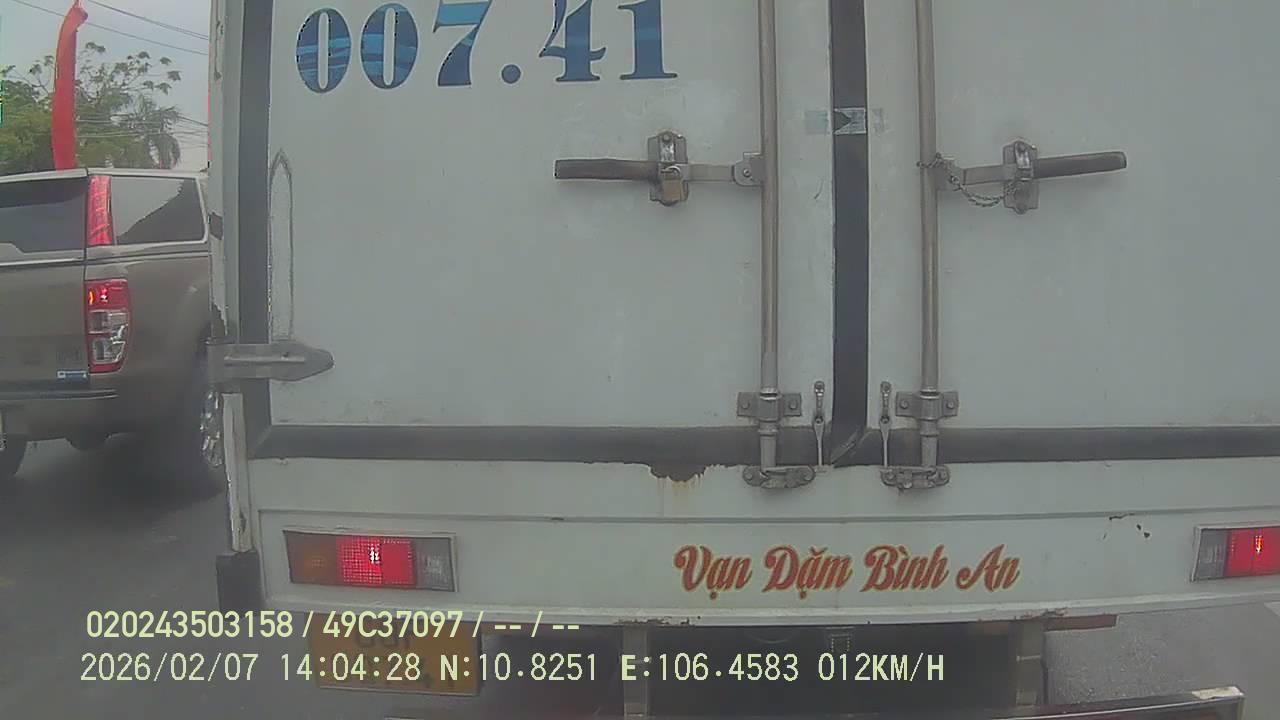 007.41
Vạn Dặm Bình An
020243503158 / 49C37097 / -- / --
2026/02/07 14:04:28 N:10.8251 E:106.4583 012KM/H